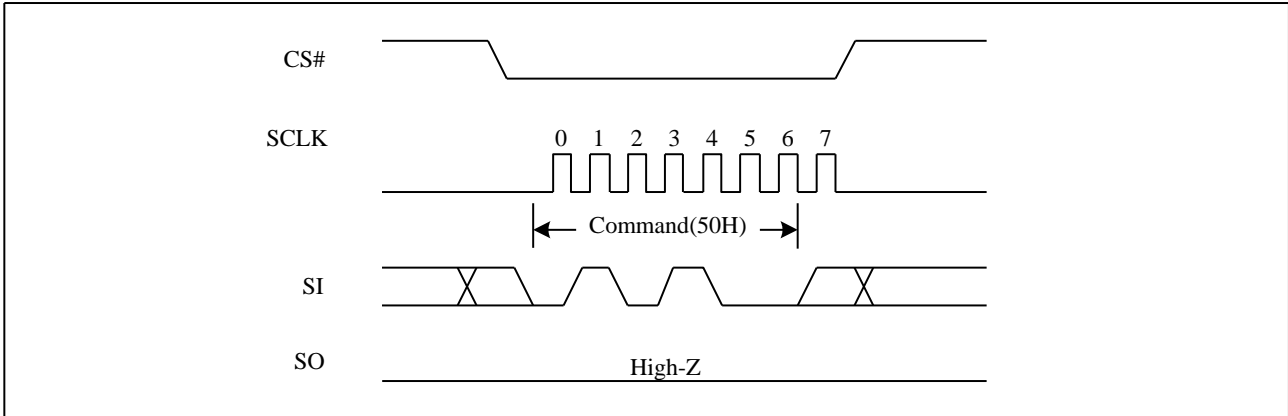 CS#
SCLK
0 1 2 3 4 5 6 7
Command(50H)
SI
SO
High-Z